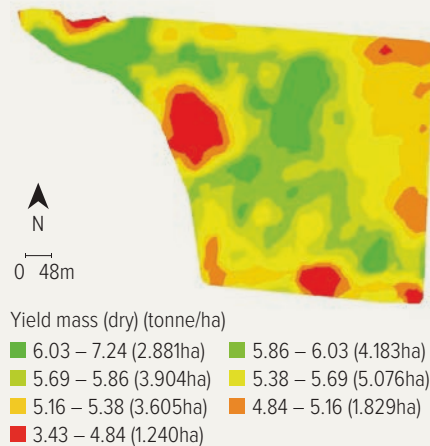 N
0 48m
Yield mass (dry) (tonne/ha)
6.03 – 7.24 (2.881ha) 5.86 – 6.03 (4.183ha)
5.69 – 5.86 (3.904ha) 5.38 – 5.69 (5.076ha)
5.16 – 5.38 (3.605ha) 4.84 – 5.16 (1.829ha)
3.43 – 4.84 (1.240ha)